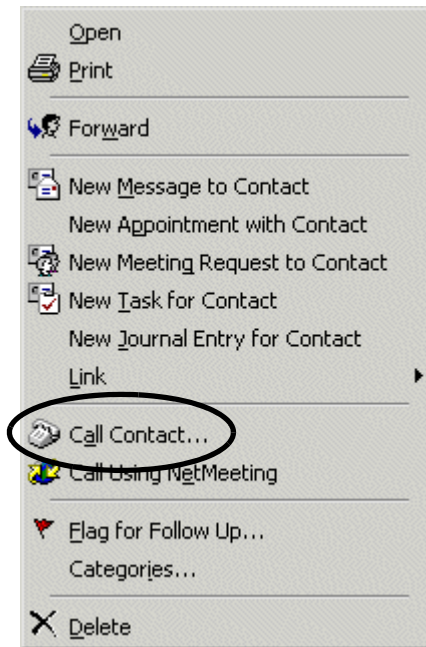 Open
Print
Forward
New Message to Contact
New Appointment with Contact
New Meeting Request to Contact
New Task for Contact
New Journal Entry for Contact
Link
Call Contact...
Call Using NetMeeting
Flag for Follow Up...
Categories...
Delete